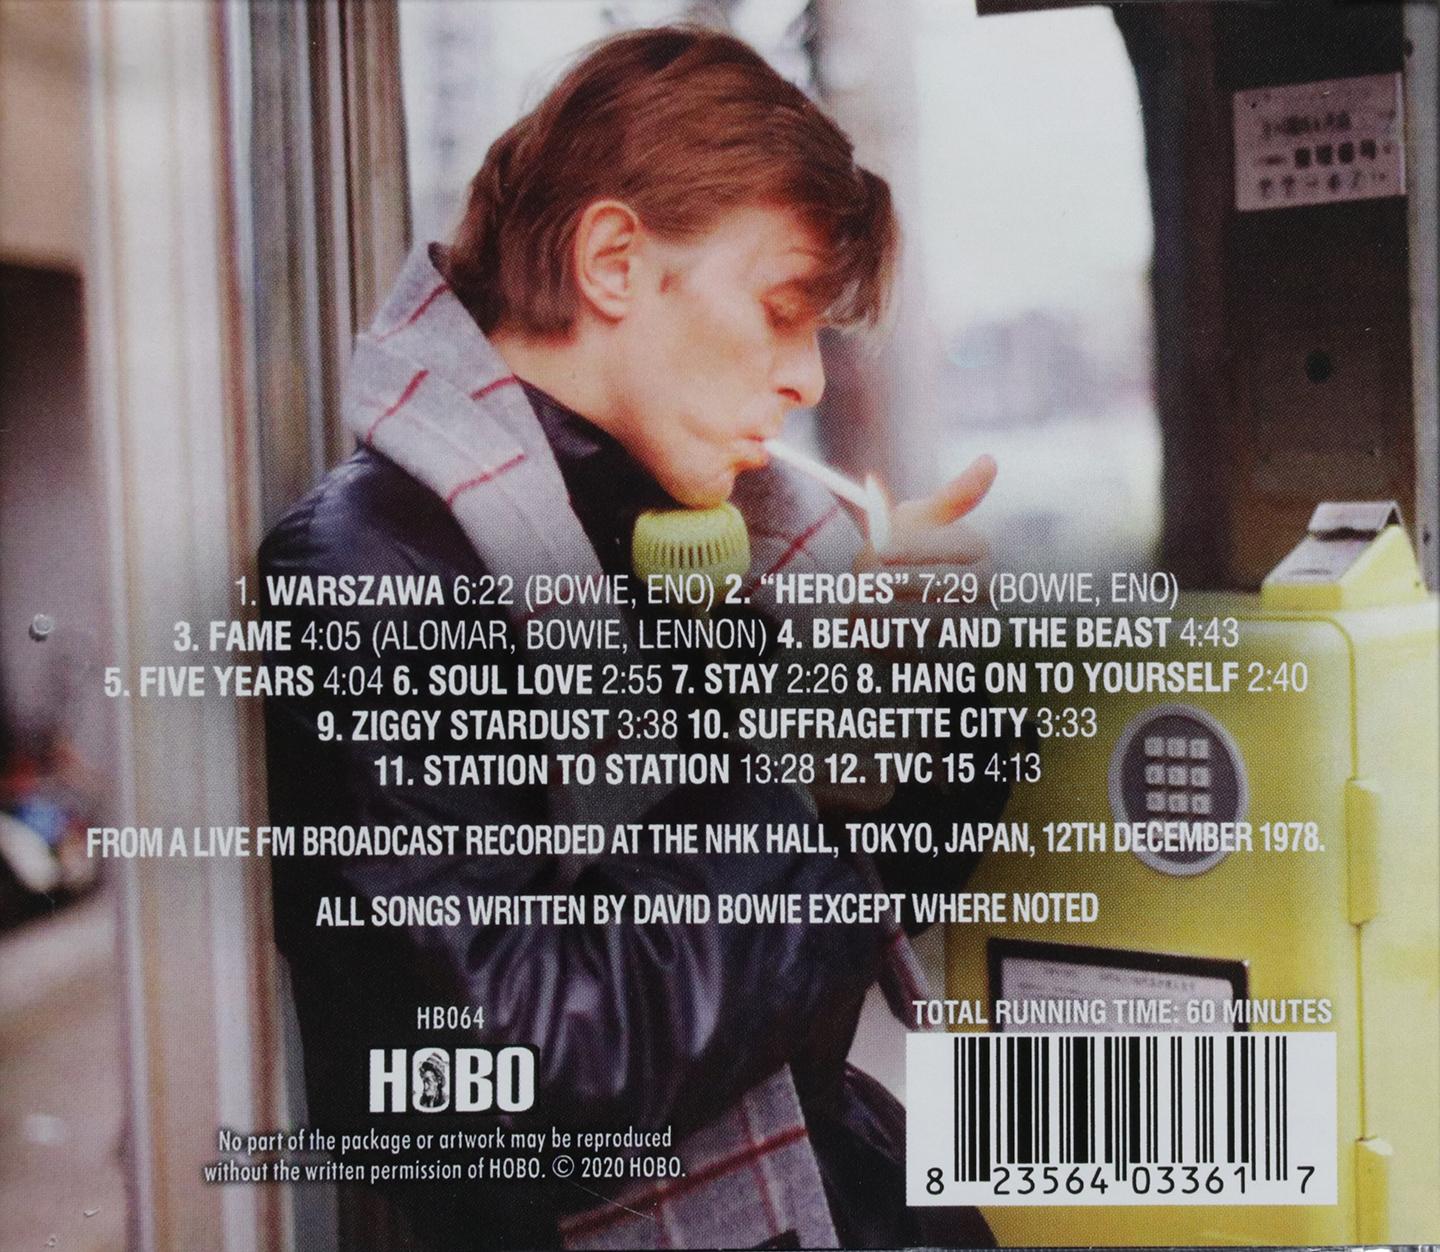 1. WARSZAWA 6:22 (BOWIE, ENO) 2. “HEROES” 7:29 (BOWIE, ENO)
3. FAME 4:05 (ALOMAR, BOWIE, LENNON) 4. BEAUTY AND THE BEAST 4:43
5. FIVE YEARS 4:04 6. SOUL LOVE 2:55 7. STAY 2:26 8. HANG ON TO YOURSELF 2:40
9. ZIGGY STARDUST 3:38 10. SUFFRAGETTE CITY 3:33
11. STATION TO STATION 13:28 12. TVC 15 4:13
FROM A LIVE FM BROADCAST RECORDED AT THE NHK HALL, TOKYO, JAPAN, 12TH DECEMBER 1978.
ALL SONGS WRITTEN BY DAVID BOWIE EXCEPT WHERE NOTED
HB064
HOBO
No part of the package or artwork may be reproduced
without the written permission of HOBO. © 2020 HOBO.
TOTAL RUNNING TIME: 60 MINUTES
8 23564 03361 7